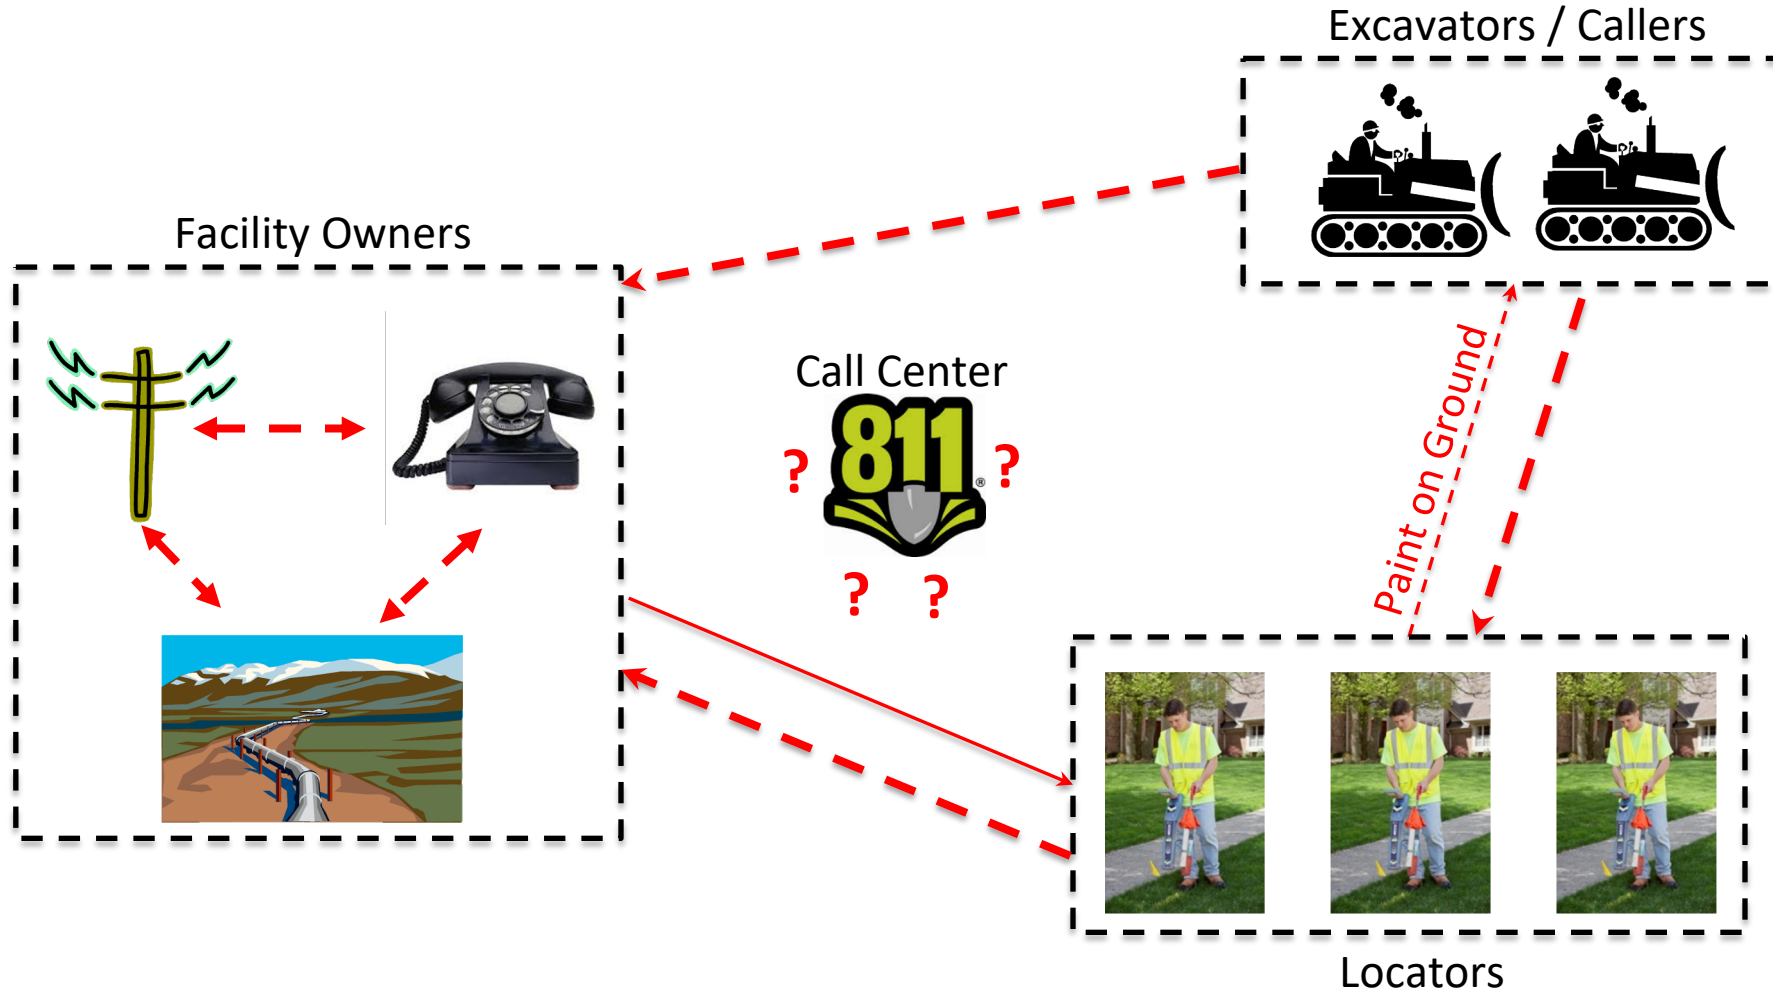 Excavators / Callers
Facility Owners
Call Center
811
®
?
?
?
?
Paint on Ground
Locators